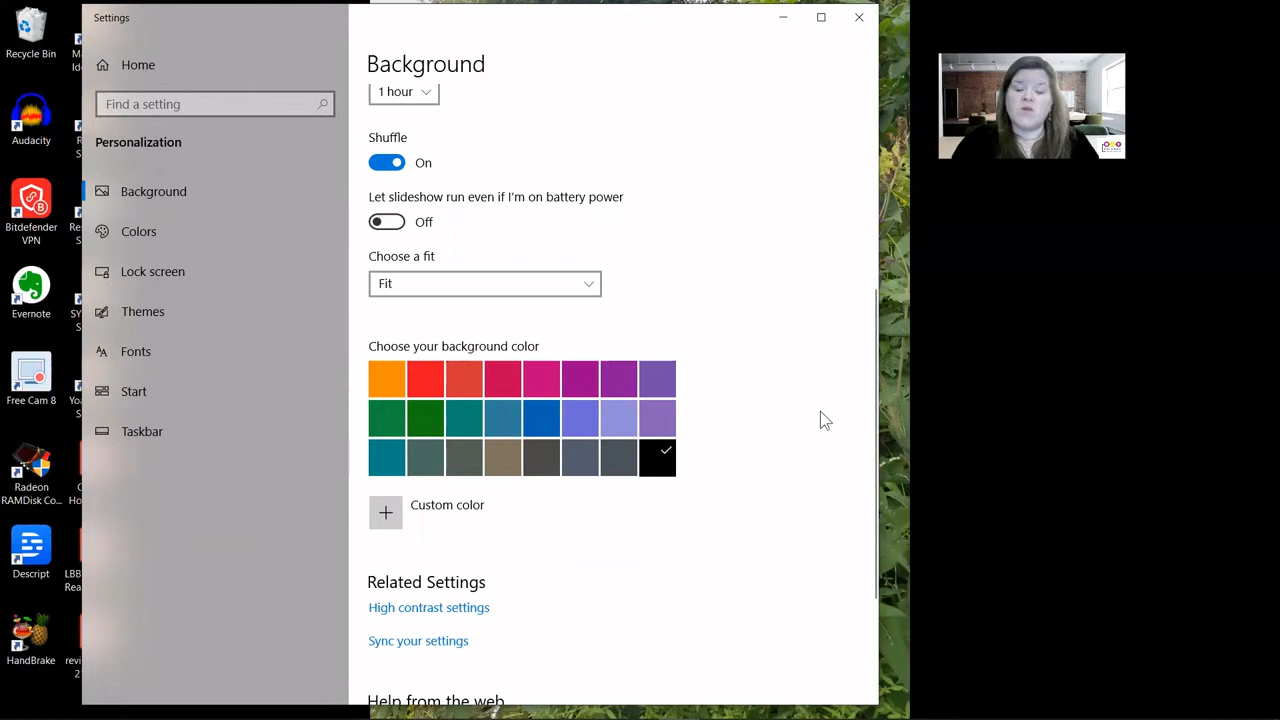 Settings
Recycle Bin
Audacity
Bitdefender
VPN
Evernote
Free Cam 8
Radeon
RAMDisk Co...
Descript
HandBrake
Home
Find a setting
Personalization
Background
Colors
Lock screen
Themes
Fonts
Start
Taskbar
Background
1 hour
Shuffle
On
Let slideshow run even if I'm on battery power
Off
Choose a fit
Fit
Choose your background color
Custom color
Related Settings
High contrast settings
Sync your settings
Help from the web